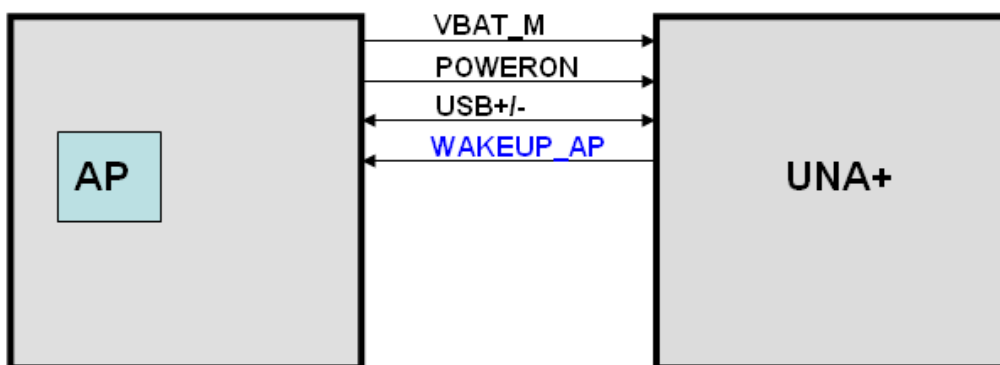 VBAT_M
POWERON
USB+/-
WAKEUP_AP
AP
UNA+